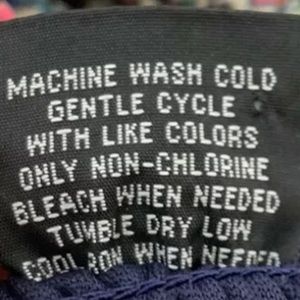 MACHINE WASH COLD
GENTLE CYCLE
WITH LIKE COLORS
ONLY NON-CHLORINE
BLEACH WHEN NEEDED
TUMBLE DRY LOW
COOL IRON WHEN NEEDED